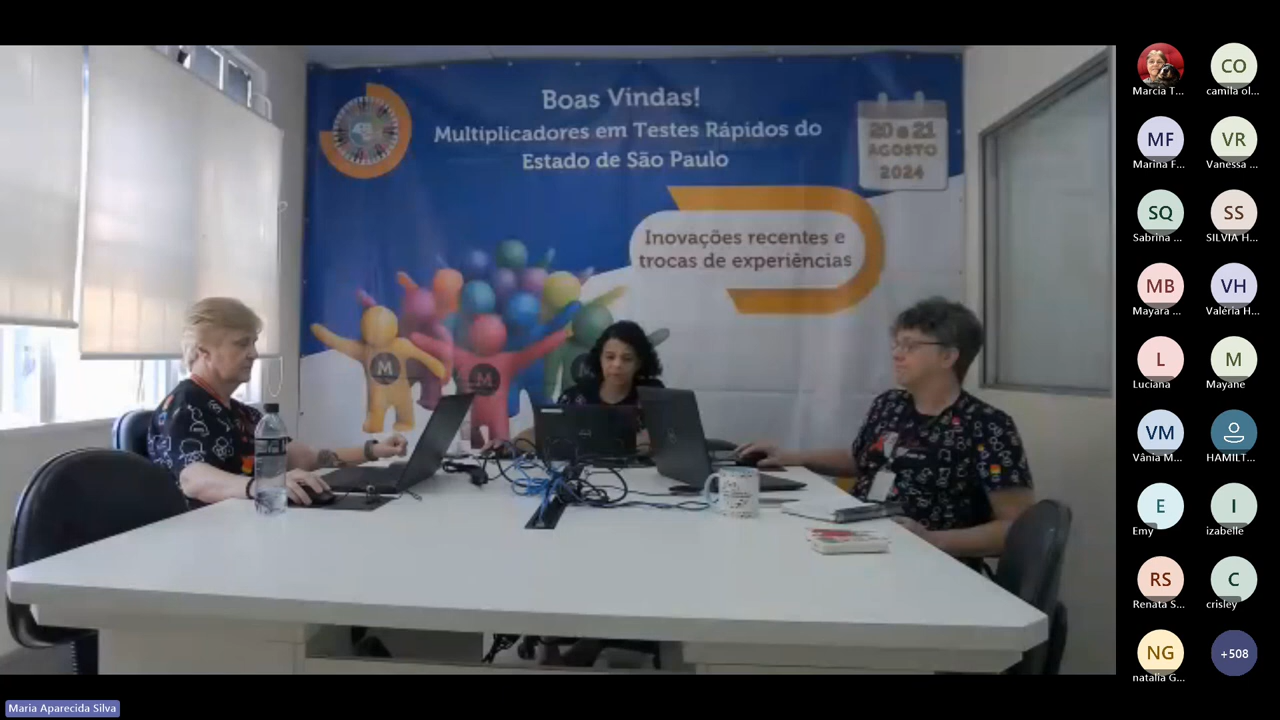 Boas Vindas!
Multiplicadores em Testes Rápidos do
Estado de São Paulo
20 e 21
AGOSTO
2024
Inovações recentes e
trocas de experiências
M
M
M
Marcia T...
CO
camila ol...
MF
Marina F...
VR
Vanessa ...
SQ
Sabrina ...
SS
SILVIA H...
MB
Mayara ...
VH
Valéria H...
L
Luciana
M
Mayane
VM
Vânia M...
HAMILT...
E
Emy
I
izabelle
RS
Renata S...
C
crisley
NG
natalia G...
+508
Maria Aparecida Silva